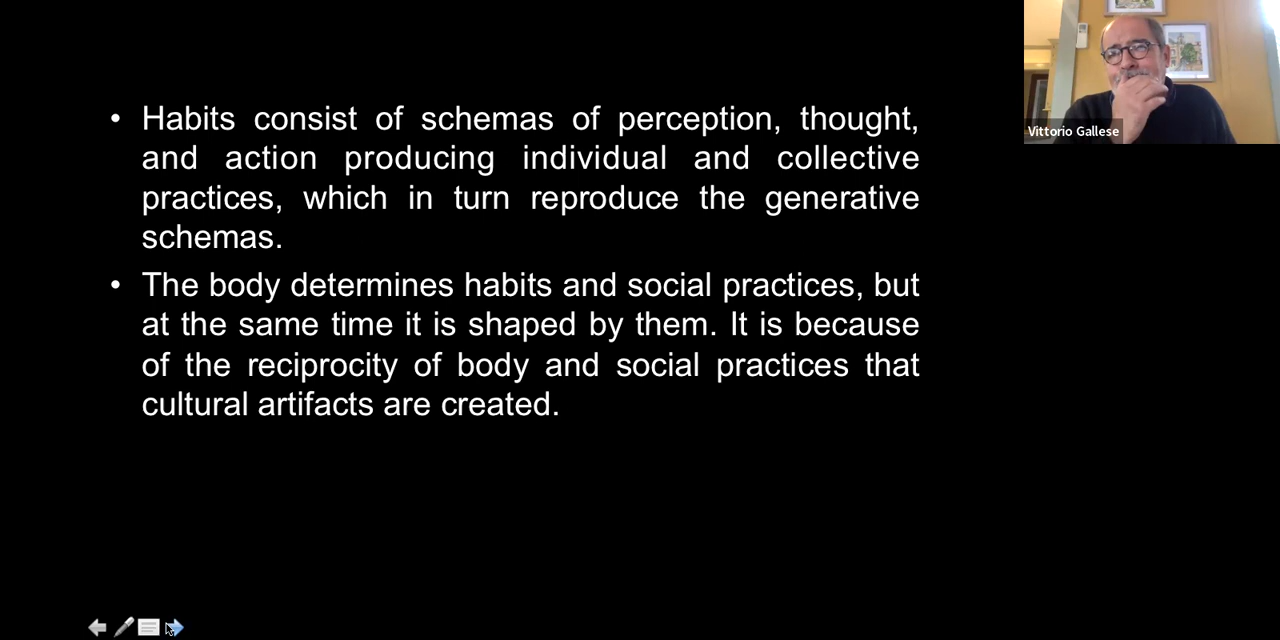 • Habits consist of schemas of perception, thought,
and action producing individual and collective
practices, which in turn reproduce the generative
schemas.
• The body determines habits and social practices, but
at the same time it is shaped by them. It is because
of the reciprocity of body and social practices that
cultural artifacts are created.
Vittorio Gallese